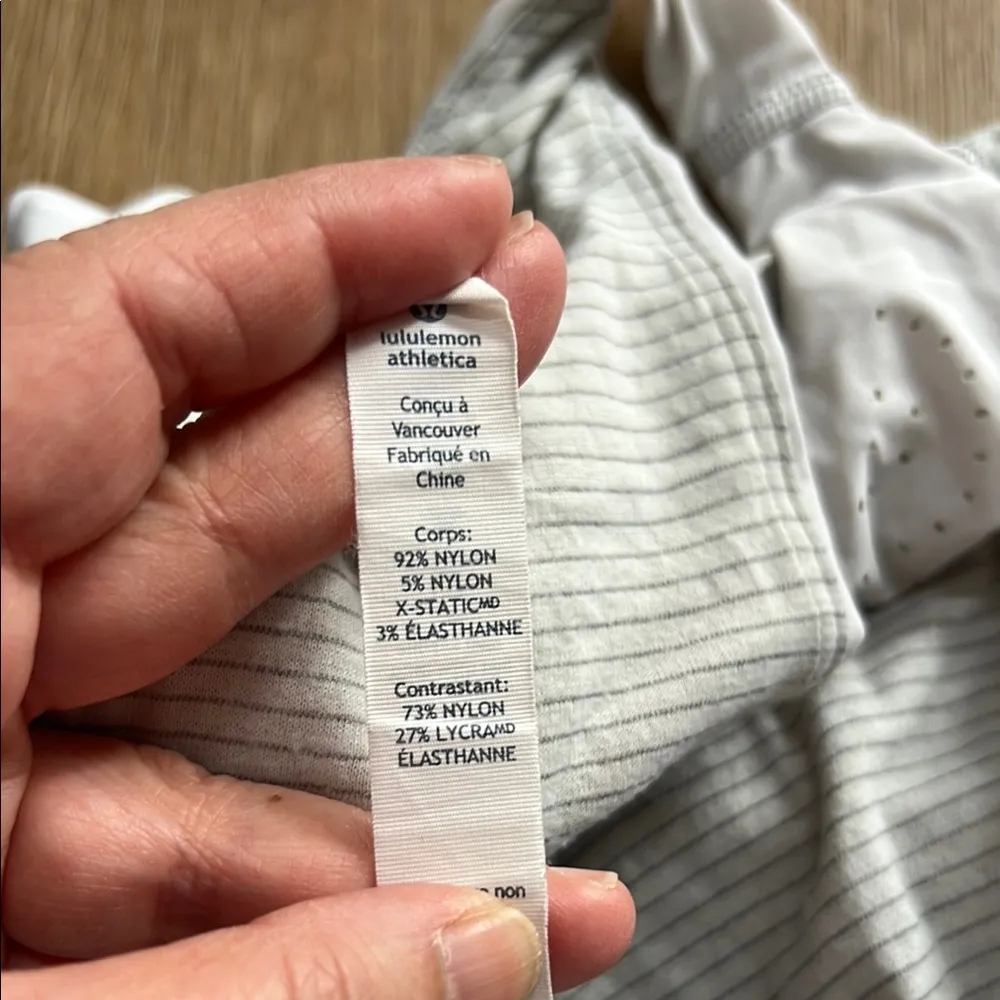 lululemon
athletica
Conçu à
Vancouver
Fabriqué en
Chine
Corps:
92% NYLON
5% NYLON
X-STATICMD
3% ÉLASTHANNE
Contrastant:
73% NYLON
27% LYCRAMD
ÉLASTHANNE
non